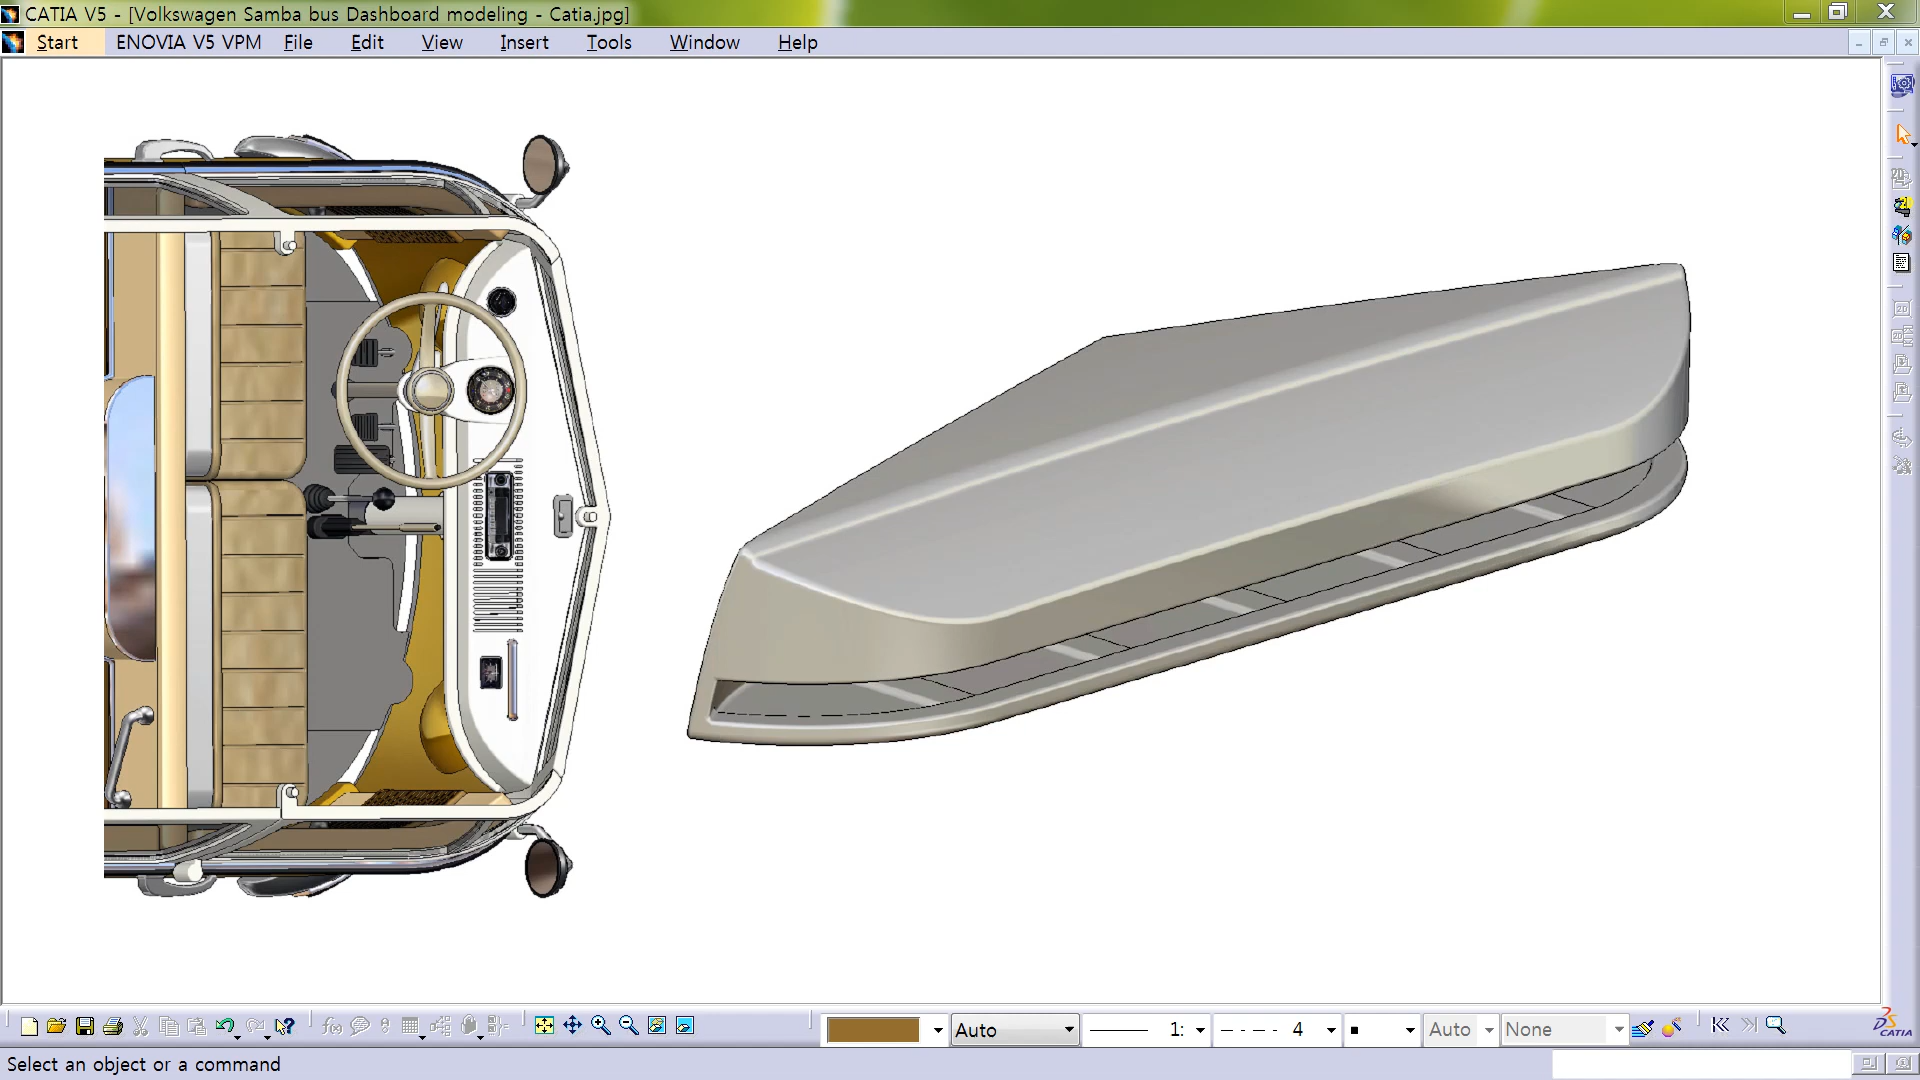 CATIA V5 - [Volkswagen Samba bus Dashboard modeling - Catia.jpg]
Start ENOVIA V5 VPM File Edit View Insert Tools Window Help
Auto 1: 4 Auto None
CATIA
Select an object or a command